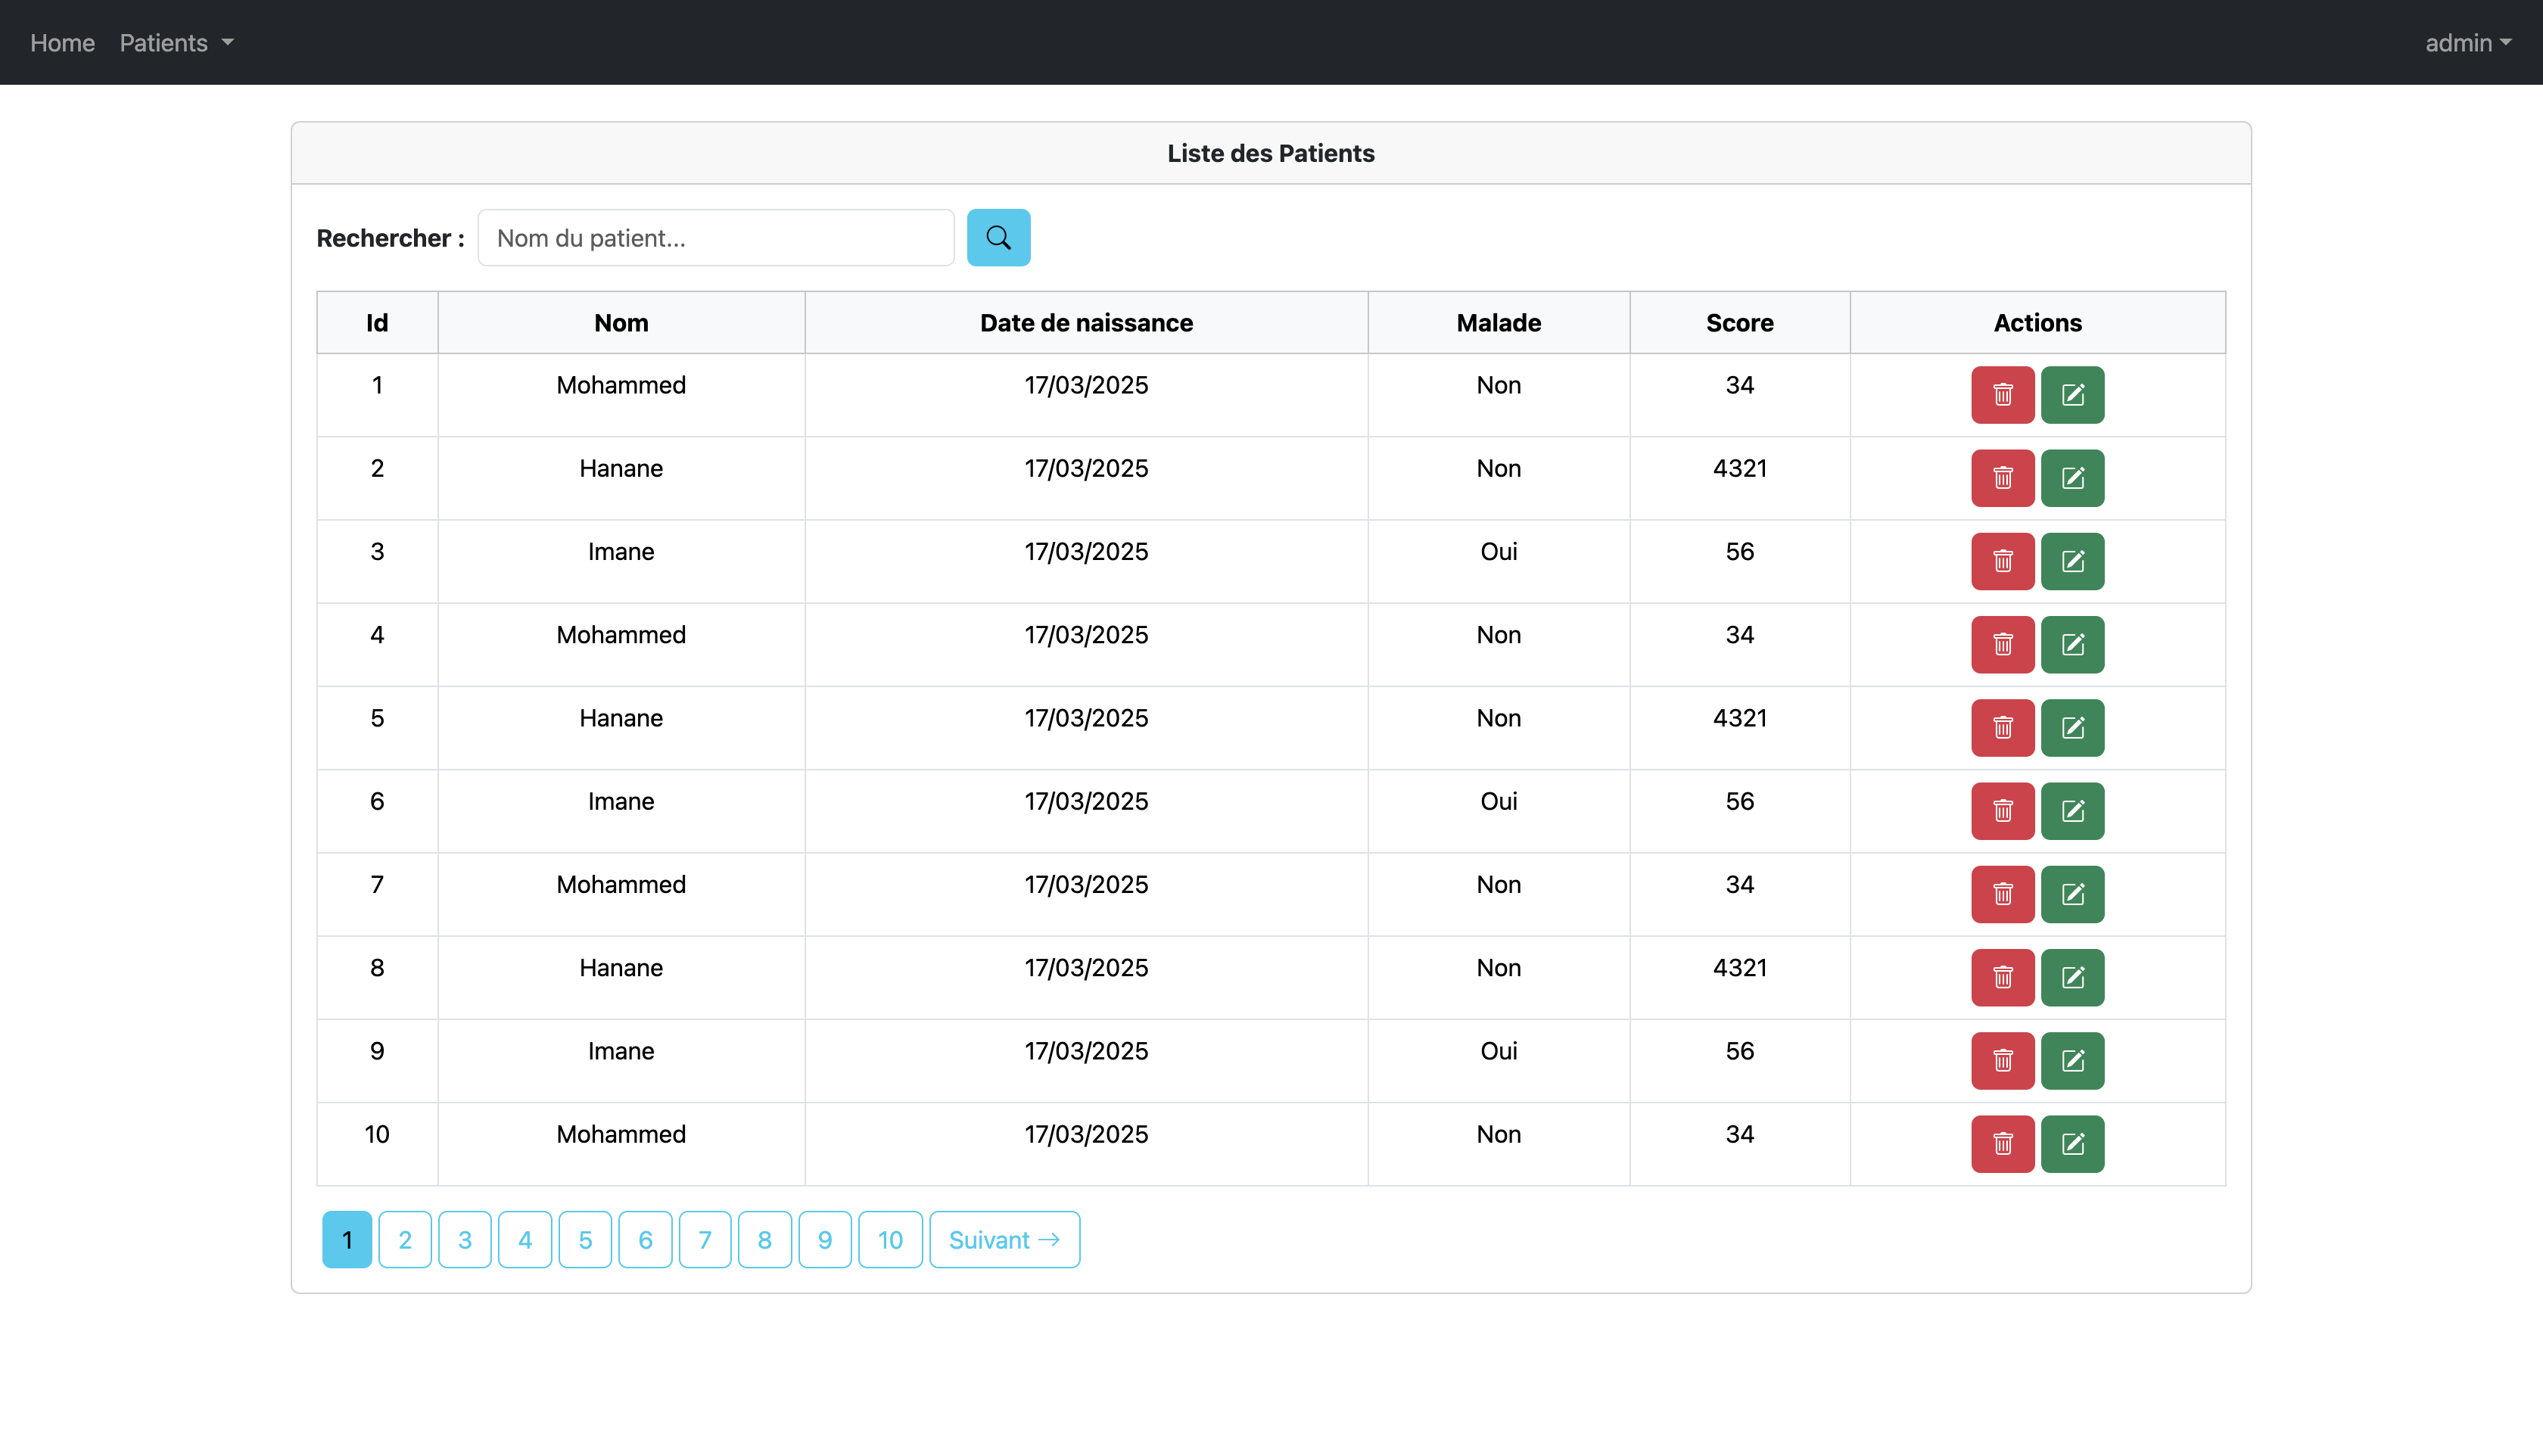 Home Patients admin
Liste des Patients
Rechercher : Nom du patient...
Id Nom Date de naissance Malade Score Actions
1 Mohammed 17/03/2025 Non 34
2 Hanane 17/03/2025 Non 4321
3 Imane 17/03/2025 Oui 56
4 Mohammed 17/03/2025 Non 34
5 Hanane 17/03/2025 Non 4321
6 Imane 17/03/2025 Oui 56
7 Mohammed 17/03/2025 Non 34
8 Hanane 17/03/2025 Non 4321
9 Imane 17/03/2025 Oui 56
10 Mohammed 17/03/2025 Non 34
1 2 3 4 5 6 7 8 9 10 Suivant →